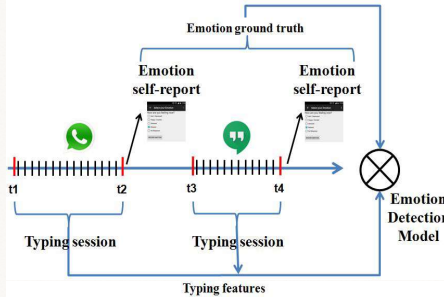 Emotion ground truth
Emotion
self-report
Emotion
self-report
t1
t2
t3
t4
Typing session
Typing session
Emotion
Detection
Model
Typing features